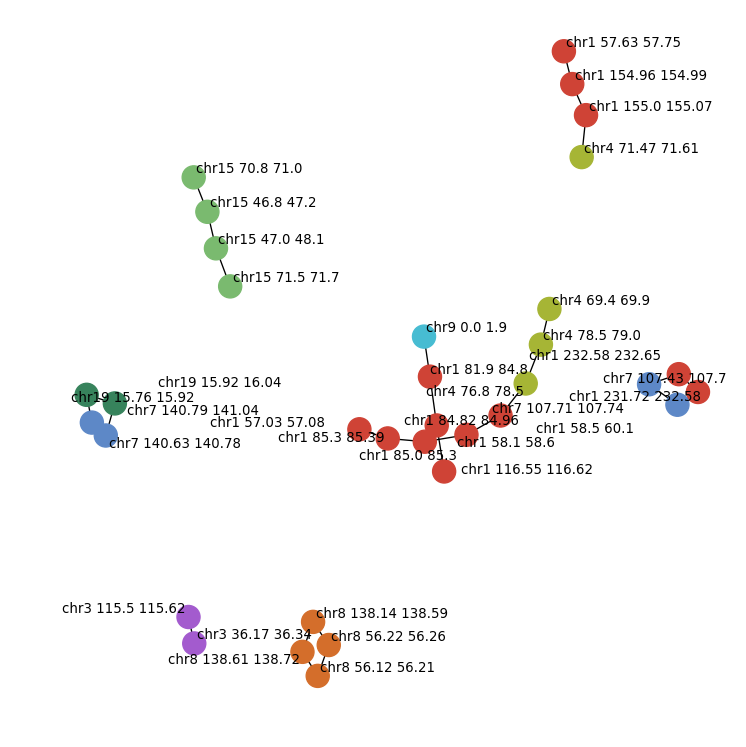 chr1 57.63 57.75
chr1 154.96 154.99
chr1 155.0 155.07
chr4 71.47 71.61
chr15 70.8 71.0
chr15 46.8 47.2
chr15 47.0 48.1
chr15 71.5 71.7
chr4 69.4 69.9
chr9 0.0 1.9
chr4 78.5 79.0
chr1 232.58 232.65
chr1 81.9 84.8
chr7 107.43 107.7
chr19 15.92 16.04
chr4 76.8 78.5
chr19 15.76 15.92
chr1 231.72 232.58
chr7 140.79 141.04
chr7 107.71 107.74
chr1 57.03 57.08
chr1 84.82 84.96
chr1 58.5 60.1
chr1 85.3 85.39
chr7 140.63 140.78
chr1 58.1 58.6
chr1 85.0 85.3
chr1 116.55 116.62
chr3 115.5 115.62
chr8 138.14 138.59
chr3 36.17 36.34
chr8 56.22 56.26
chr8 138.61 138.72
chr8 56.12 56.21